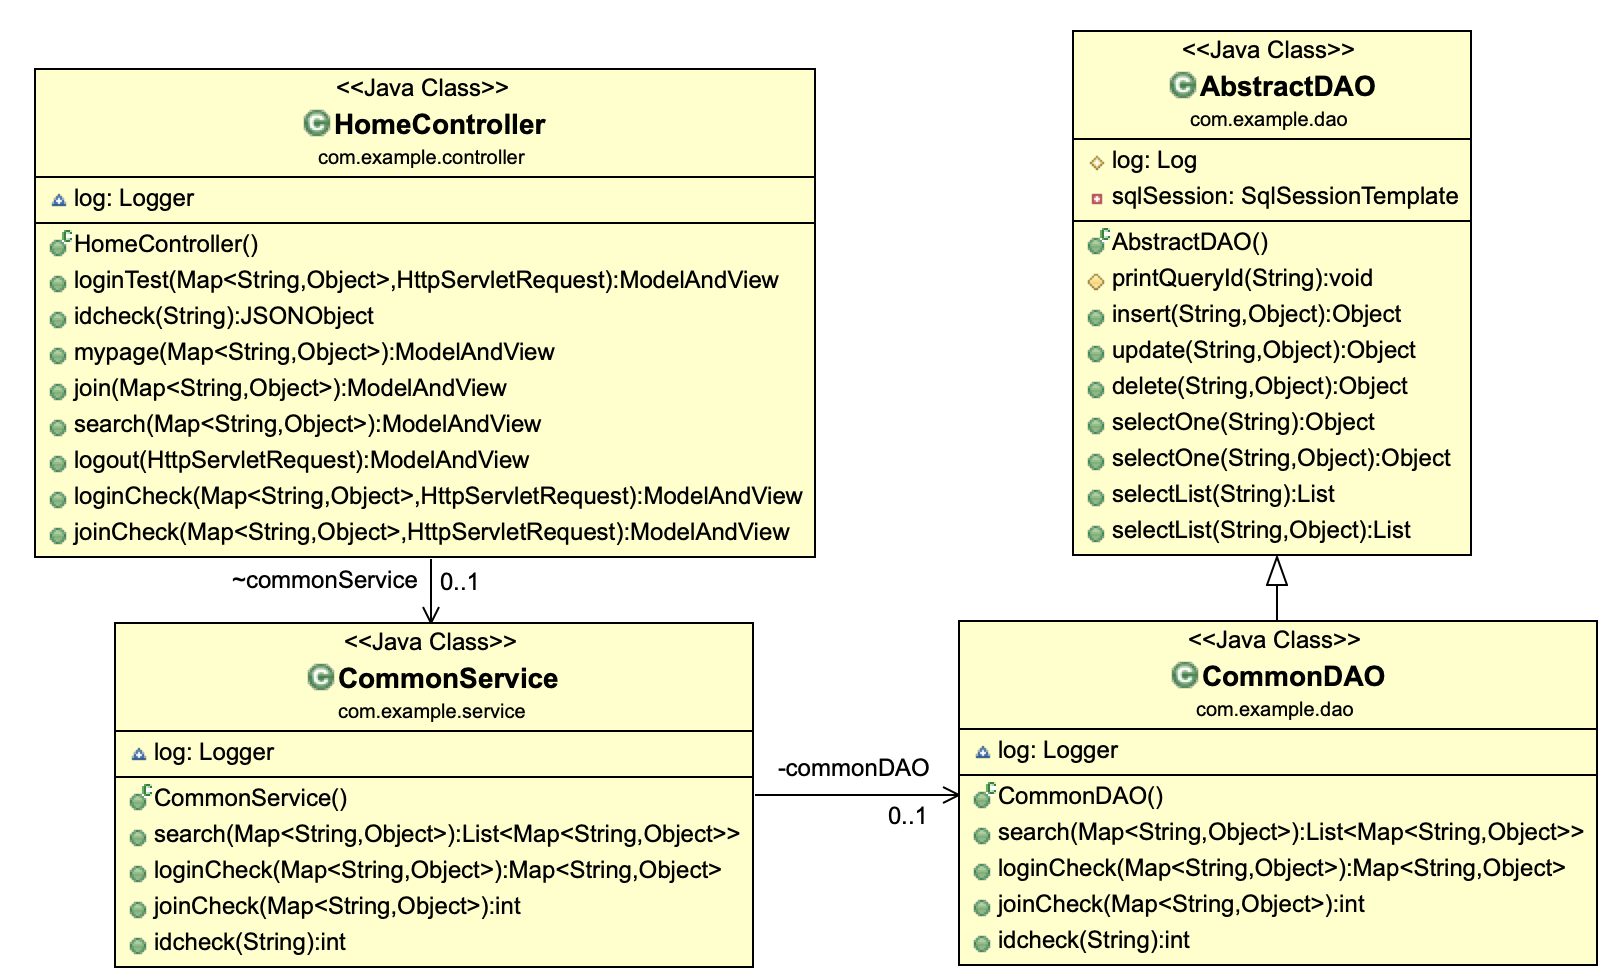 <<Java Class>>
HomeController
com.example.controller
log: Logger
HomeController()
loginTest(Map<String,Object>,HttpServletRequest):ModelAndView
idcheck(String):JSONObject
mypage(Map<String,Object>):ModelAndView
join(Map<String,Object>):ModelAndView
search(Map<String,Object>):ModelAndView
logout(HttpServletRequest):ModelAndView
loginCheck(Map<String,Object>,HttpServletRequest):ModelAndView
joinCheck(Map<String,Object>,HttpServletRequest):ModelAndView
<<Java Class>>
AbstractDAO
com.example.dao
log: Log
sqlSession: SqlSessionTemplate
AbstractDAO()
printQueryId(String):void
insert(String,Object):Object
update(String,Object):Object
delete(String,Object):Object
selectOne(String):Object
selectOne(String,Object):Object
selectList(String):List
selectList(String,Object):List
~commonService 0..1
<<Java Class>>
CommonService
com.example.service
log: Logger
CommonService()
search(Map<String,Object>):List<Map<String,Object>>
loginCheck(Map<String,Object>):Map<String,Object>
joinCheck(Map<String,Object>):int
idcheck(String):int
-commonDAO
0..1
<<Java Class>>
CommonDAO
com.example.dao
log: Logger
CommonDAO()
search(Map<String,Object>):List<Map<String,Object>>
loginCheck(Map<String,Object>):Map<String,Object>
joinCheck(Map<String,Object>):int
idcheck(String):int